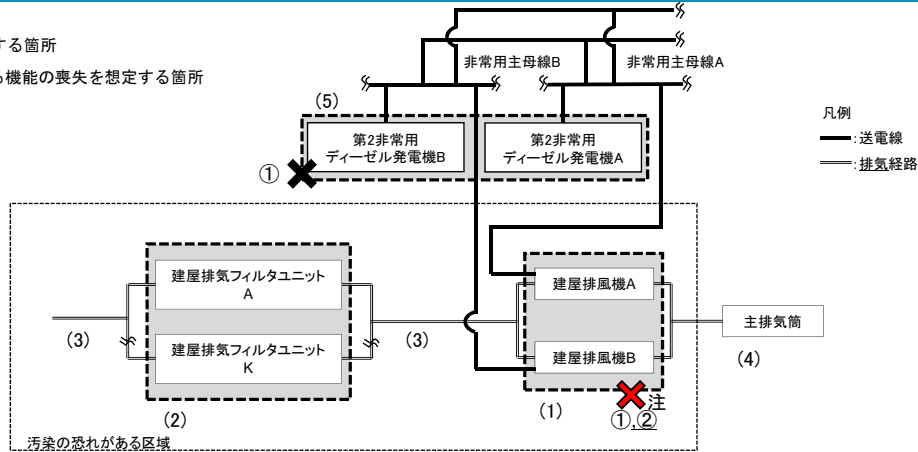 する箇所
る機能の喪失を想定する箇所
非常用主母線B
非常用主母線A
(5)
第2非常用
ディーゼル発電機B
第2非常用
ディーゼル発電機A
①
凡例
:送電線
:排気経路
建屋排気フィルタユニット
A
建屋排気フィルタユニット
K
(3)
(3)
(2)
建屋排風機A
建屋排風機B
(1)
注
①,②
主排気筒
(4)
汚染の恐れがある区域